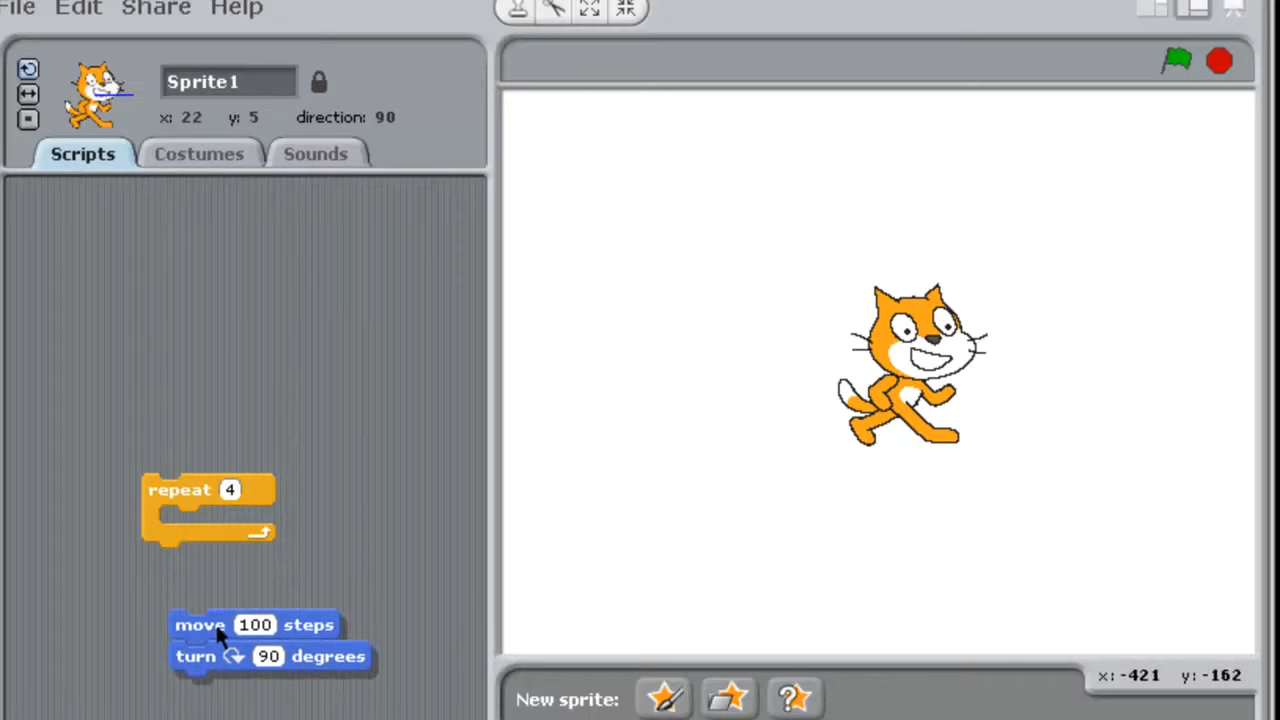 File Edit Share Help
Sprite1
x: 22 y: 5 direction: 90
Scripts Costumes Sounds
repeat 4
move 100 steps
turn 90 degrees
x: -421 y: -162
New sprite: